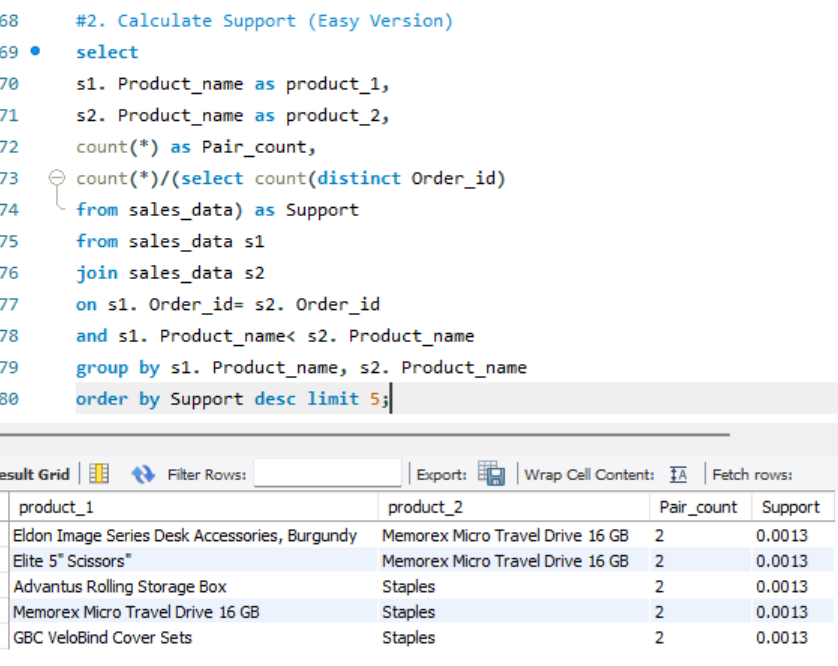 68 #2. Calculate Support (Easy Version)
69 select
70 s1. Product_name as product_1,
71 s2. Product_name as product_2,
72 count(*) as Pair_count,
73 count(*)/(select count(distinct Order_id)
74 from sales_data) as Support
75 from sales_data s1
76 join sales_data s2
77 on s1. Order_id= s2. Order_id
78 and s1. Product_name< s2. Product_name
79 group by s1. Product_name, s2. Product_name
80 order by Support desc limit 5;
esult Grid Filter Rows: Export: Wrap Cell Content: IA Fetch rows:
product_1 product_2 Pair_count Support
Eldon Image Series Desk Accessories, Burgundy Memorex Micro Travel Drive 16 GB 2 0.0013
Elite 5" Scissors" Memorex Micro Travel Drive 16 GB 2 0.0013
Advantus Rolling Storage Box Staples 2 0.0013
Memorex Micro Travel Drive 16 GB Staples 2 0.0013
GBC VeloBind Cover Sets Staples 2 0.0013